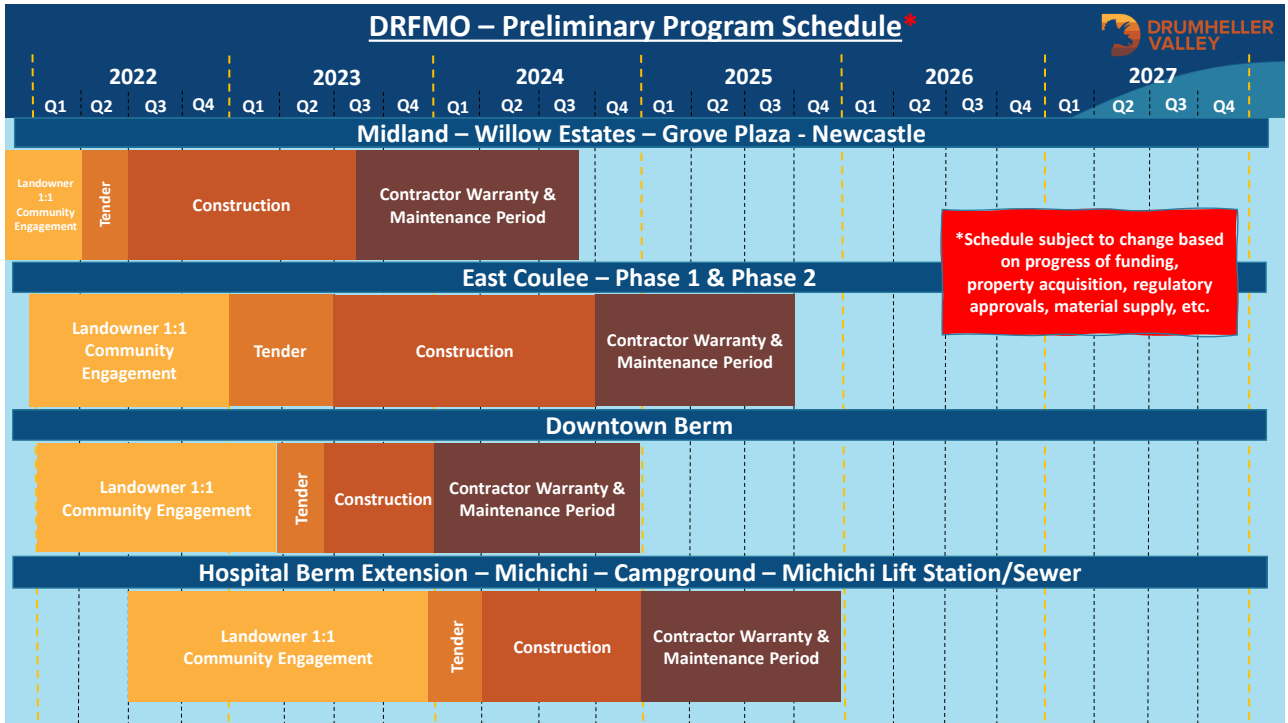 DRFMO – Preliminary Program Schedule*
DRUMHELLER
VALLEY
2022 2023 2024 2025 2026 2027
Q1 Q2 Q3 Q4 Q1 Q2 Q3 Q4 Q1 Q2 Q3 Q4 Q1 Q2 Q3 Q4 Q1 Q2 Q3 Q4 Q1 Q2 Q3 Q4
Midland – Willow Estates – Grove Plaza - Newcastle
Landowner
1:1
Community
Engagement
Tender
Construction
Contractor Warranty &
Maintenance Period
*Schedule subject to change based
on progress of funding,
property acquisition, regulatory
approvals, material supply, etc.
East Coulee – Phase 1 & Phase 2
Landowner 1:1
Community
Engagement
Tender
Construction
Contractor Warranty &
Maintenance Period
Downtown Berm
Landowner 1:1
Community Engagement
Tender
Construction
Contractor Warranty &
Maintenance Period
Hospital Berm Extension – Michichi – Campground – Michichi Lift Station/Sewer
Landowner 1:1
Community Engagement
Tender
Construction
Contractor Warranty &
Maintenance Period